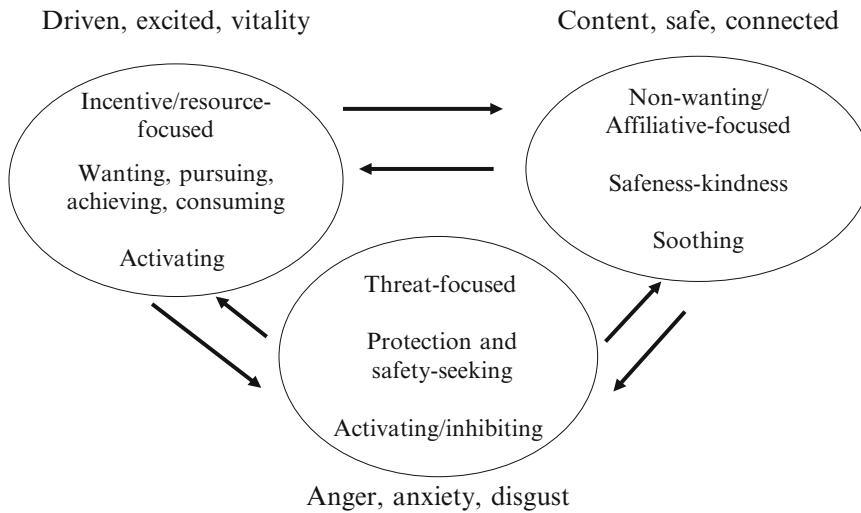 Driven, excited, vitality
Content, safe, connected
Incentive/resource-
focused
Wanting, pursuing,
achieving, consuming
Activating
Non-wanting/
Affiliative-focused
Safeness-kindness
Soothing
Threat-focused
Protection and
safety-seeking
Activating/inhibiting
Anger, anxiety, disgust